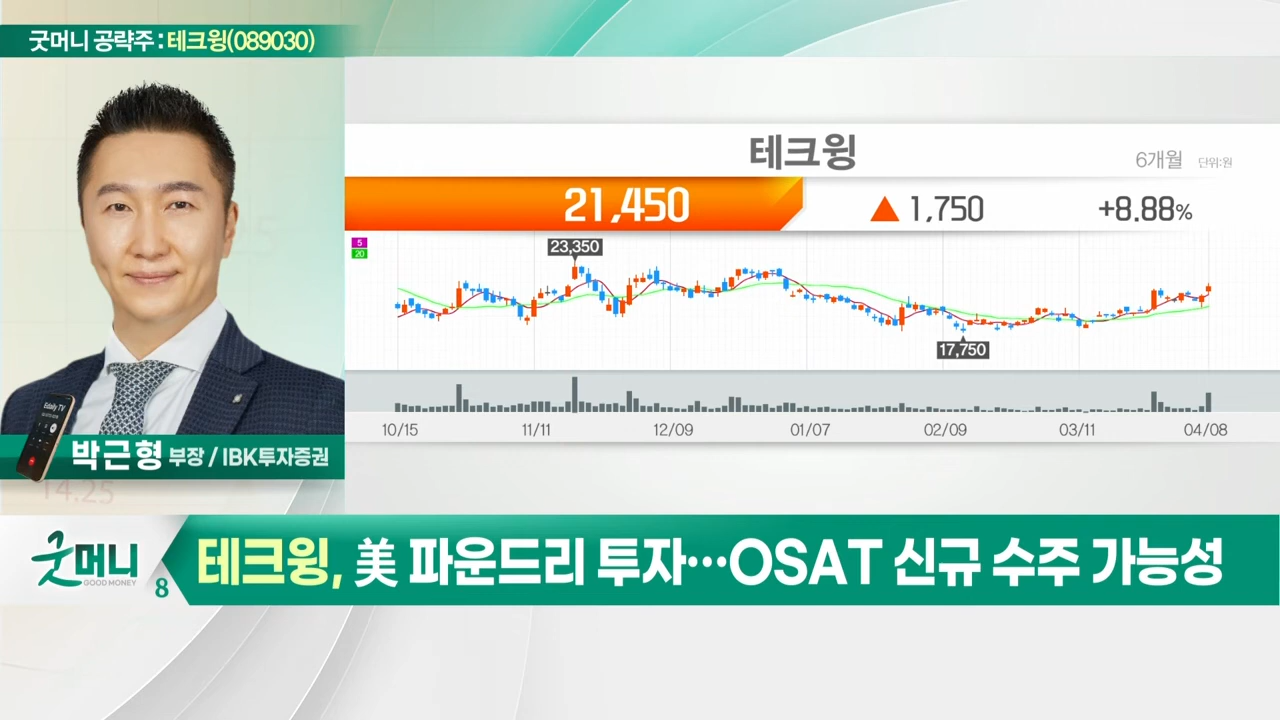 굿머니 공략주 : 테크윙(089030)
테크윙
6개월 단위:원
21,450 ▲ 1,750 +8.88%
5
20
23,350
17,750
10/15 11/11 12/09 01/07 02/09 03/11 04/08
Edaily TV
박근형 부장 / IBK투자증권
14.25
굿머니
GOOD MONEY
8
테크윙, 美 파운드리 투자…OSAT 신규 수주 가능성